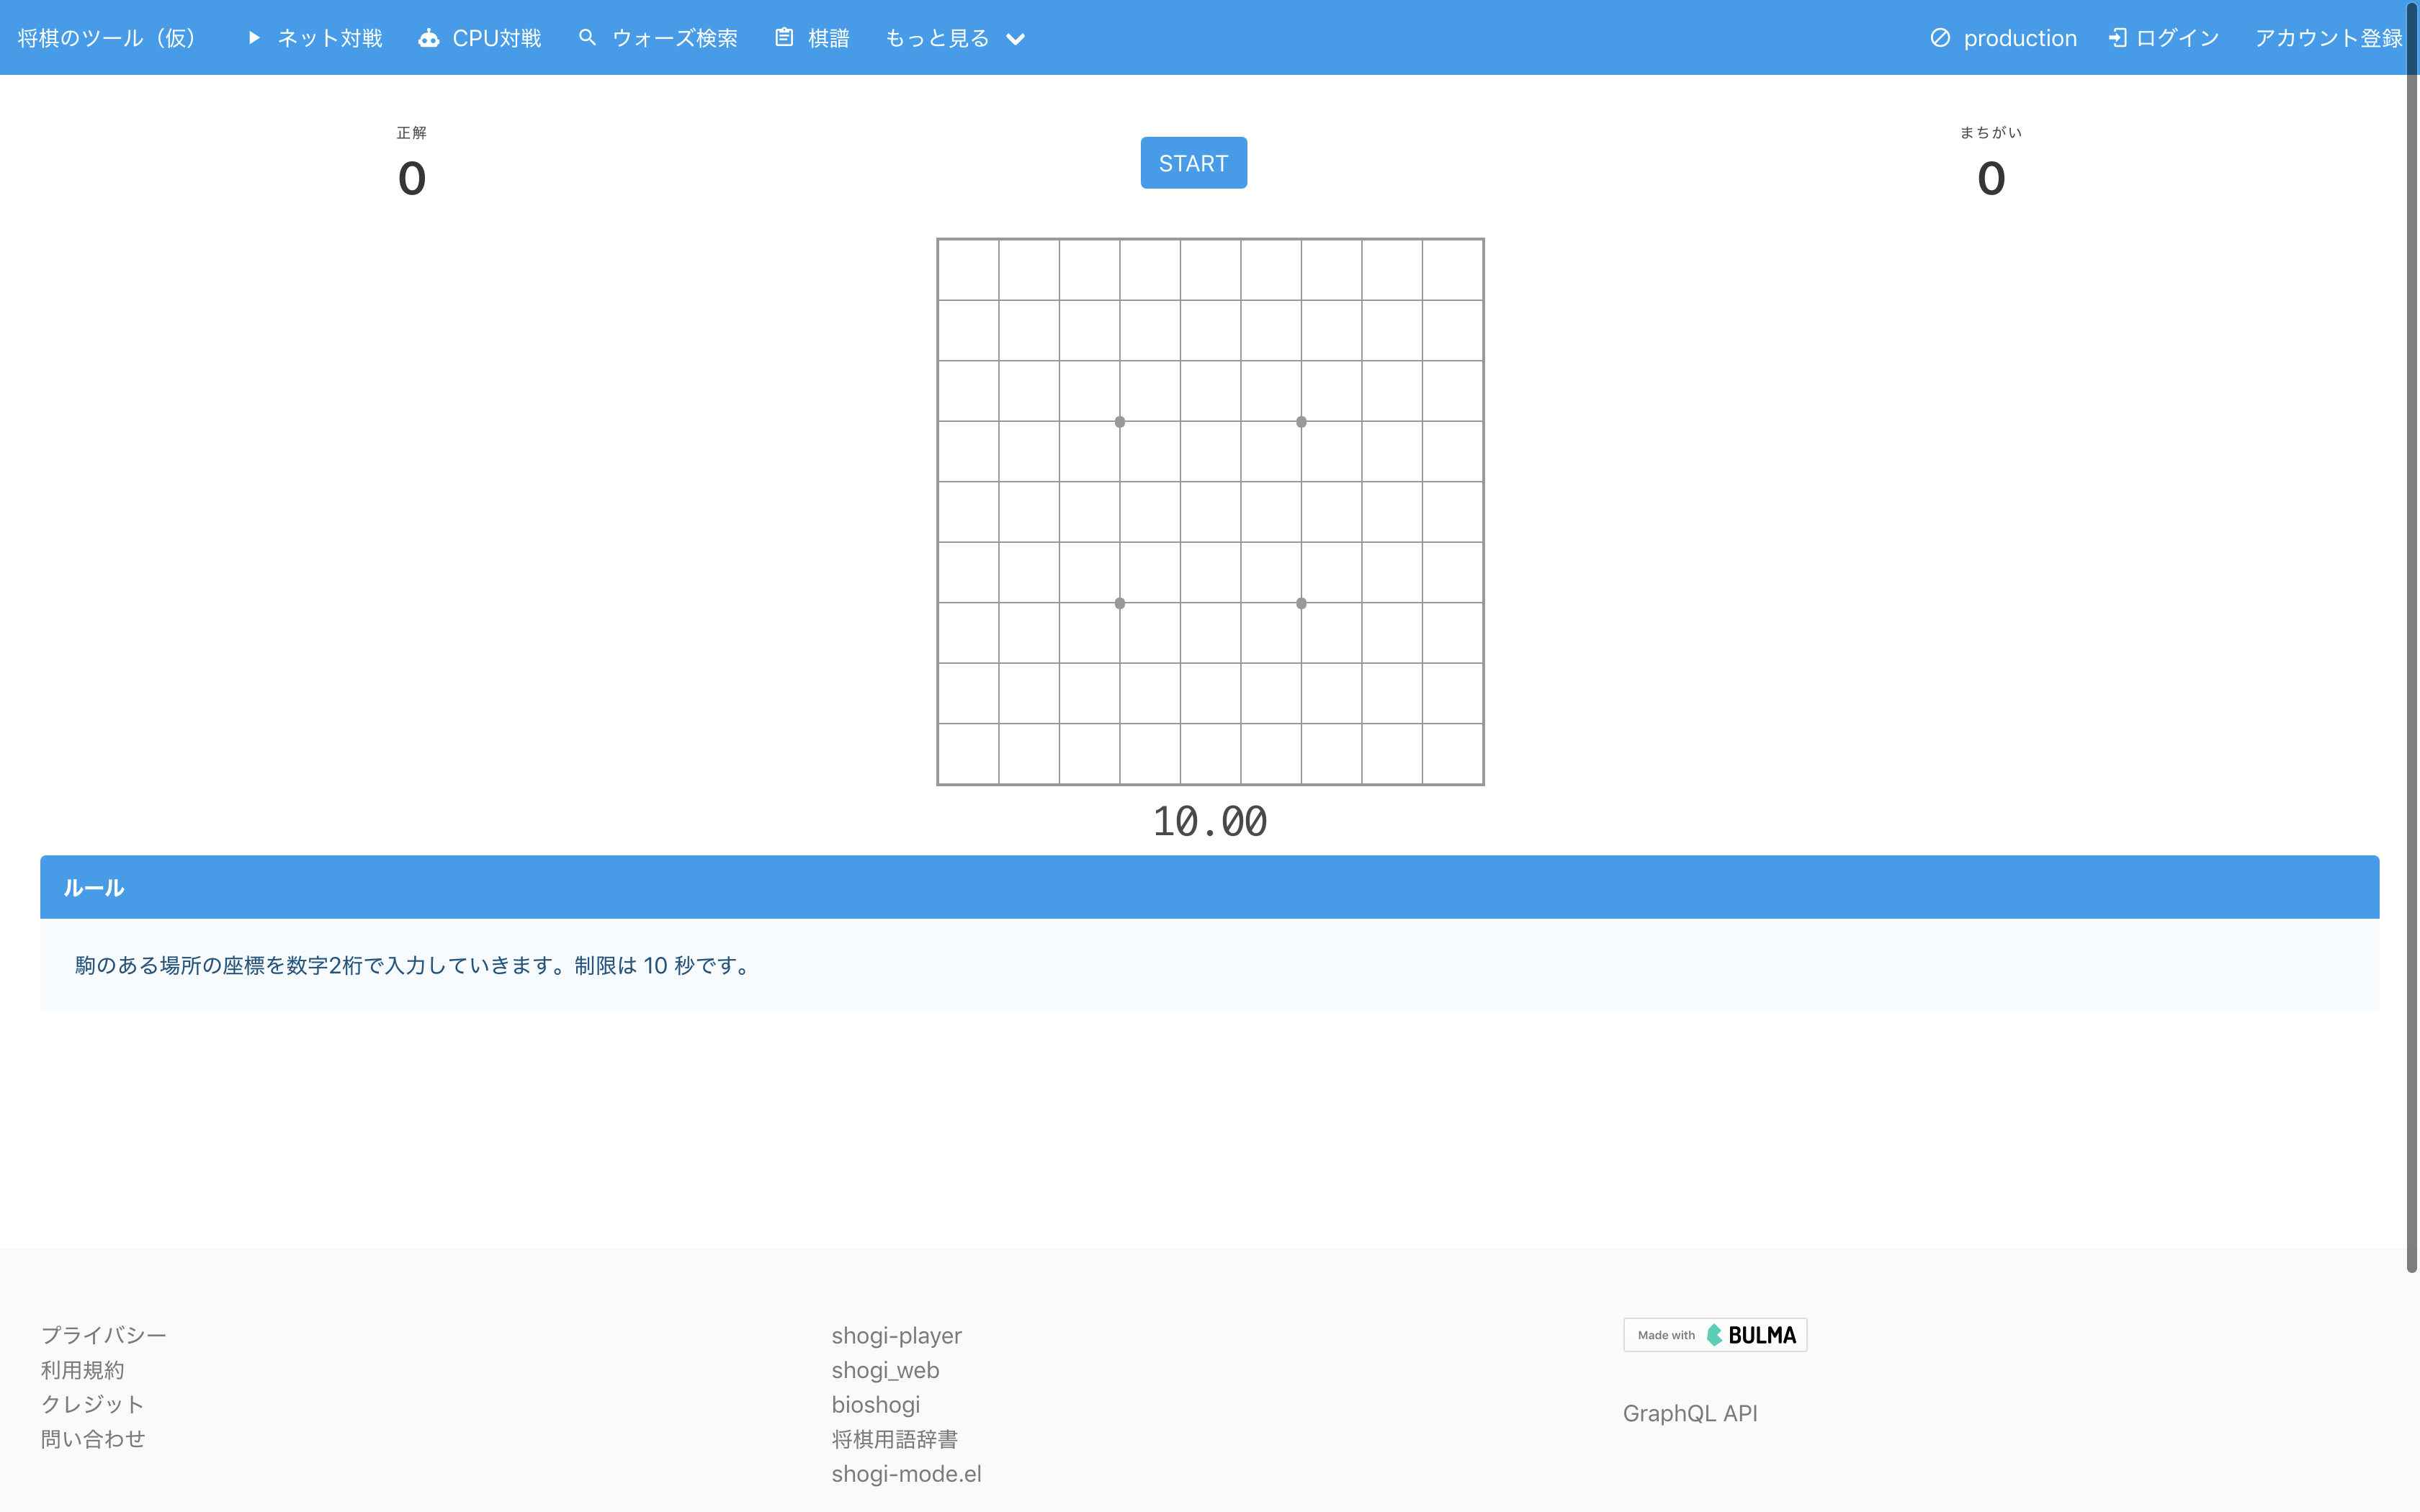 将棋のツール（仮） ネット対戦 CPU対戦 ウォーズ検索 棋譜 もっと見る production ログイン アカウント登録
正解 まちがい
0 START 0
10.00
ルール
駒のある場所の座標を数字2桁で入力していきます。制限は 10 秒です。
プライバシー
利用規約
クレジット
問い合わせ
shogi-player
shogi_web
bioshogi
将棋用語辞書
shogi-mode.el
Made with BULMA
GraphQL API